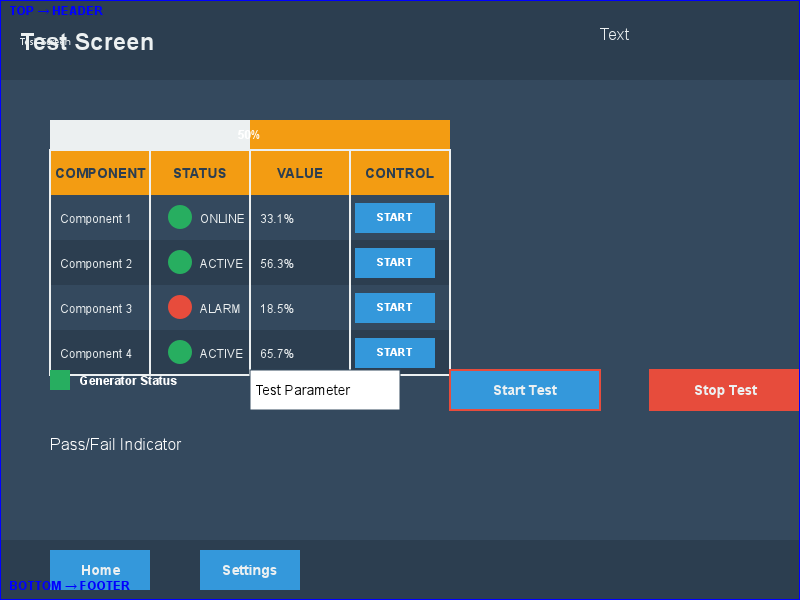 TOP → HEADER
Test Screen
Test Screen
Text
50%
COMPONENT STATUS VALUE CONTROL
Component 1 ONLINE 33.1% START
Component 2 ACTIVE 56.3% START
Component 3 ALARM 18.5% START
Component 4 ACTIVE 65.7% START
Generator Status Test Parameter Start Test Stop Test
Pass/Fail Indicator
Home Settings
BOTTOM → FOOTER